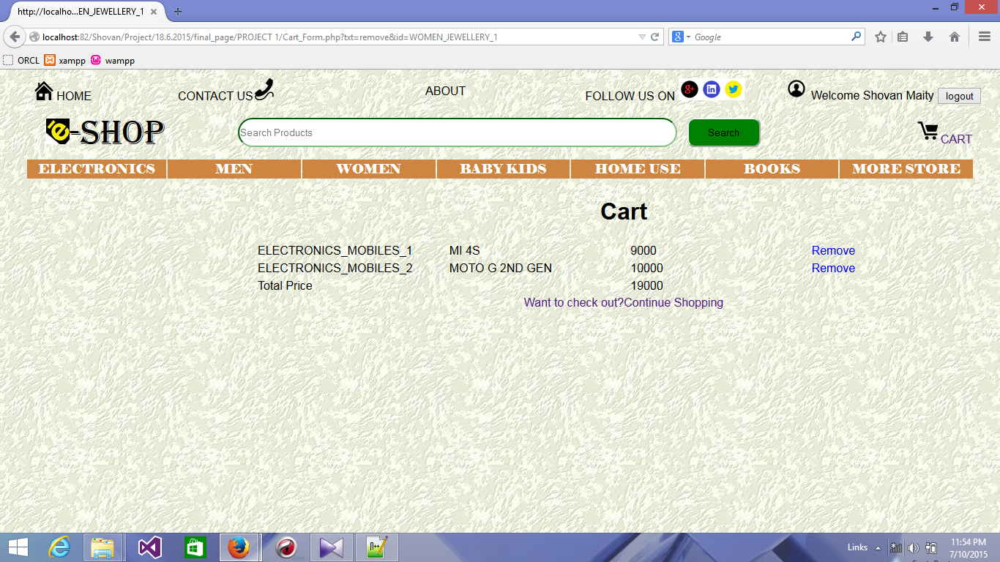 http://localho...EN_JEWELLERY_1
localhost:82/Shovan/Project/18.6.2015/final_page/PROJECT 1/Cart_Form.php?txt=remove&id=WOMEN_JEWELLERY_1
Google
ORCL xampp wampp
HOME CONTACT US ABOUT FOLLOW US ON Welcome Shovan Maity logout
e-SHOP Search Products Search CART
ELECTRONICS MEN WOMEN BABY KIDS HOME USE BOOKS MORE STORE
Cart
ELECTRONICS_MOBILES_1 MI 4S 9000 Remove
ELECTRONICS_MOBILES_2 MOTO G 2ND GEN 10000 Remove
Total Price 19000
Want to check out?Continue Shopping
Links 11:54 PM
7/10/2015